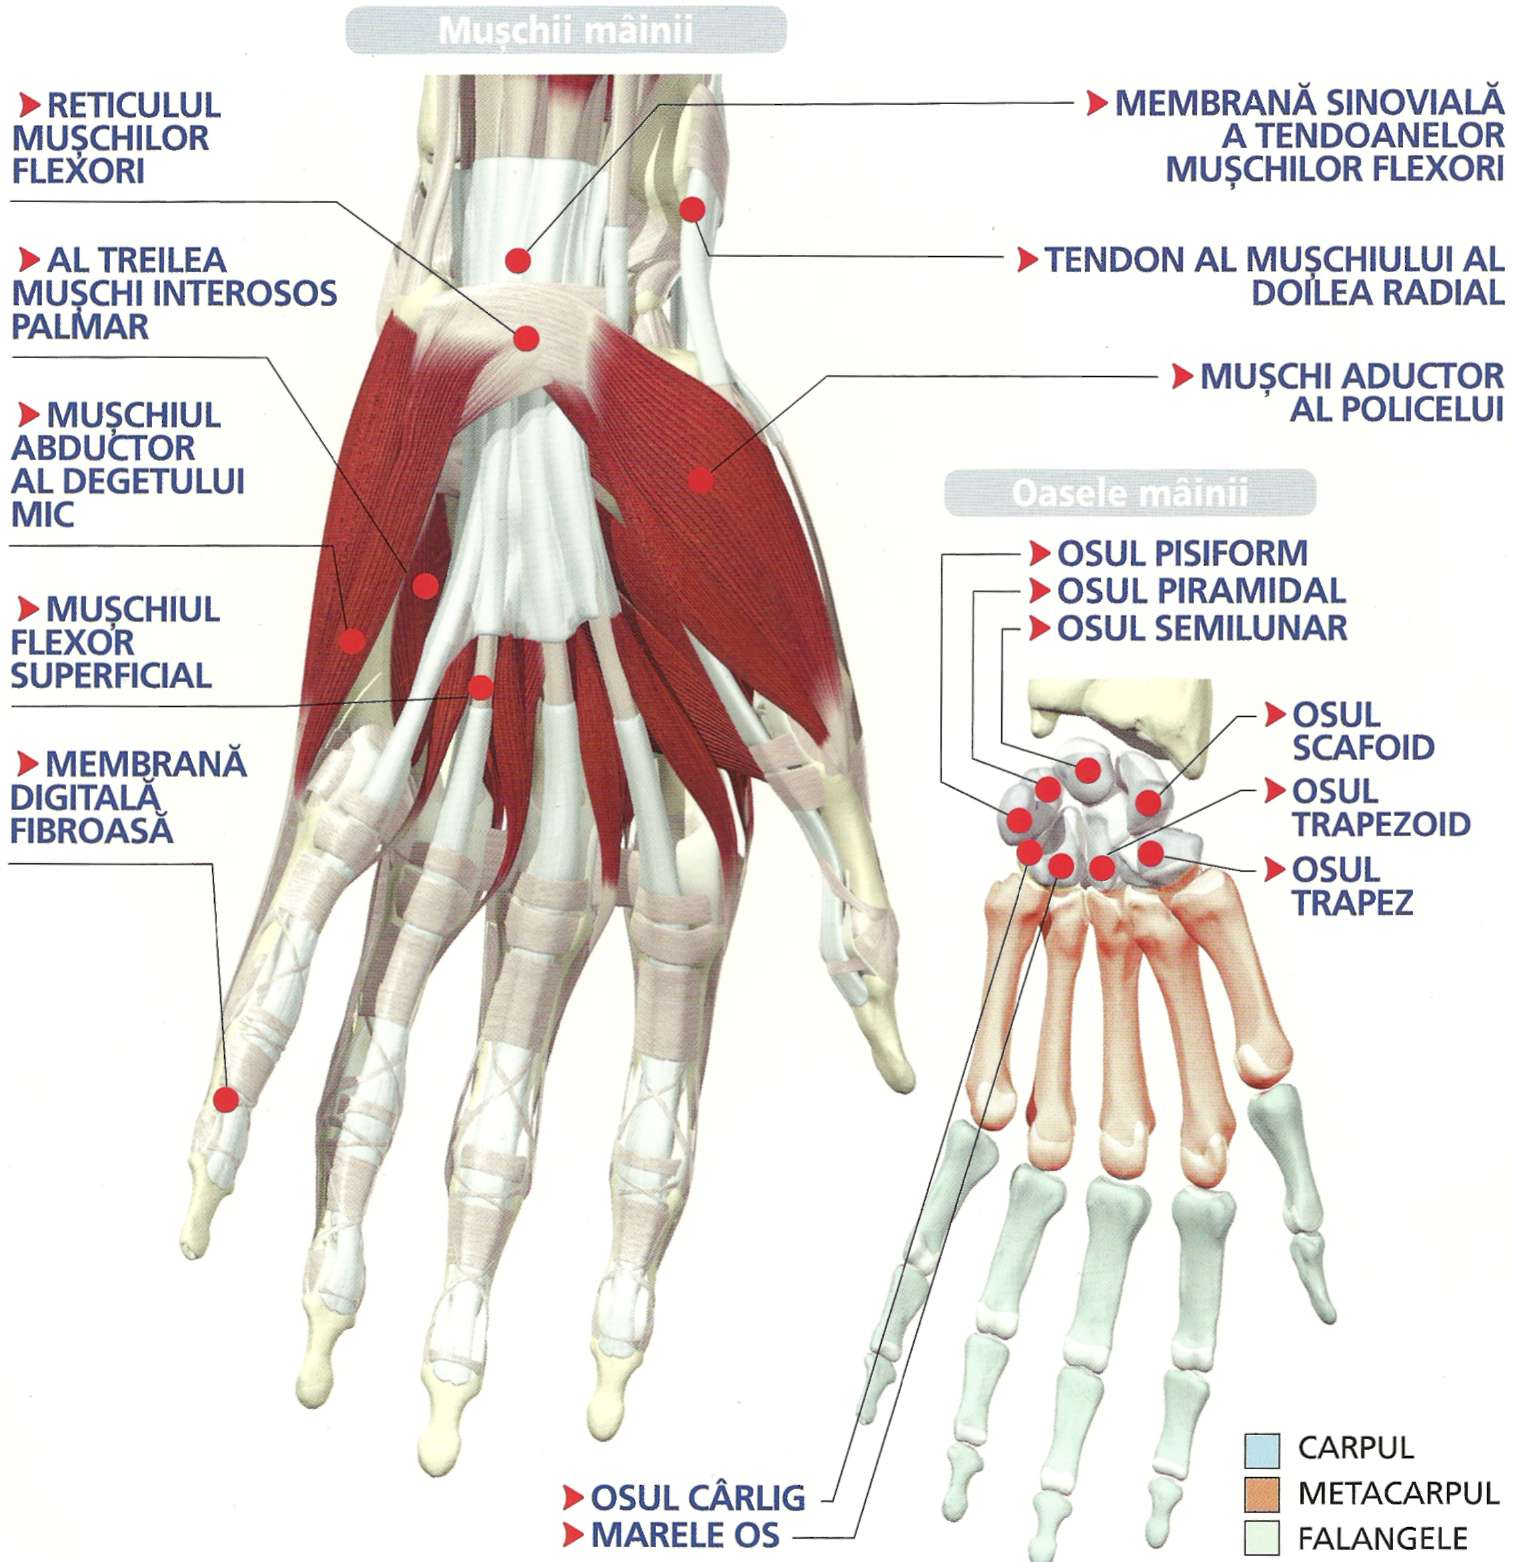 Mușchii mâinii
RETICULUL
MUȘCHILOR
FLEXORI
AL TREILEA
MUȘCHI INTEROSOS
PALMAR
MUȘCHIUL
ABDUCTOR
AL DEGETULUI
MIC
MUȘCHIUL
FLEXOR
SUPERFICIAL
MEMBRANĂ
DIGITALĂ
FIBROASĂ
MEMBRANĂ SINOVIALĂ
A TENDOANELOR
MUȘCHILOR FLEXORI
TENDON AL MUȘCHIULUI AL
DOILEA RADIAL
MUȘCHI ADUCTOR
AL POLICELUI
Oasele mâinii
OSUL PISIFORM
OSUL PIRAMIDAL
OSUL SEMILUNAR
OSUL
SCAFOID
OSUL
TRAPEZOID
OSUL
TRAPEZ
OSUL CÂRLIG
MARELE OS
CARPUL
METACARPUL
FALANGELE